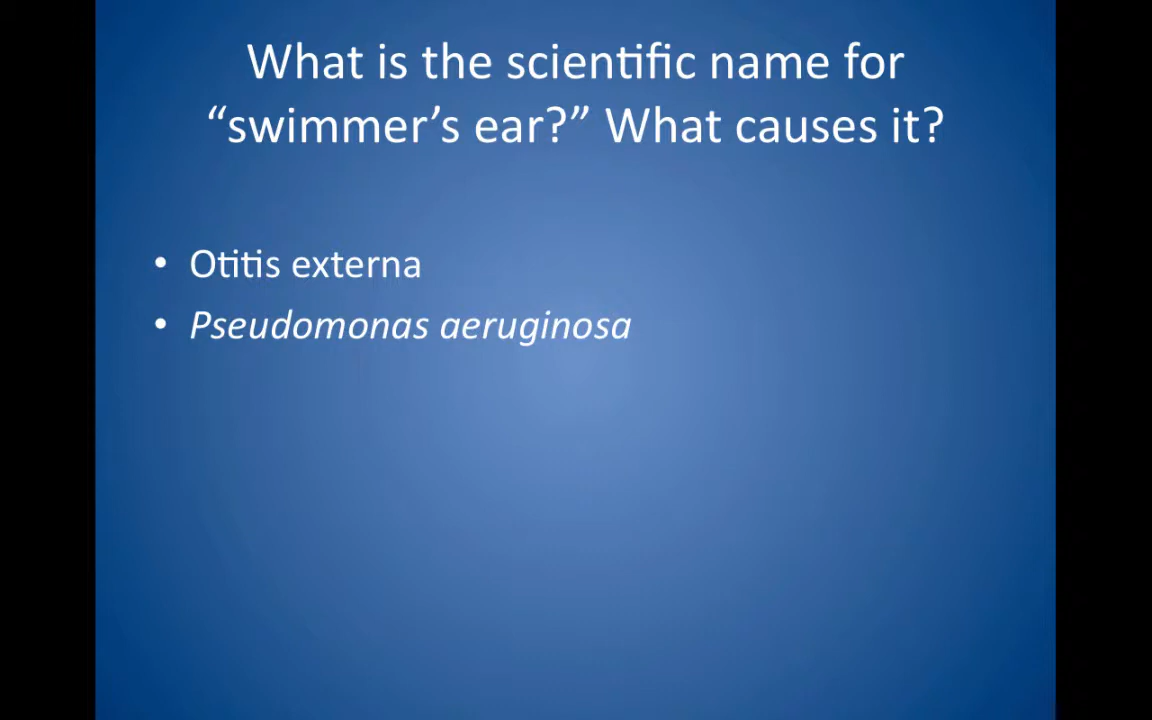 What is the scientific name for
“swimmer’s ear?” What causes it?
• Otitis externa
• Pseudomonas aeruginosa